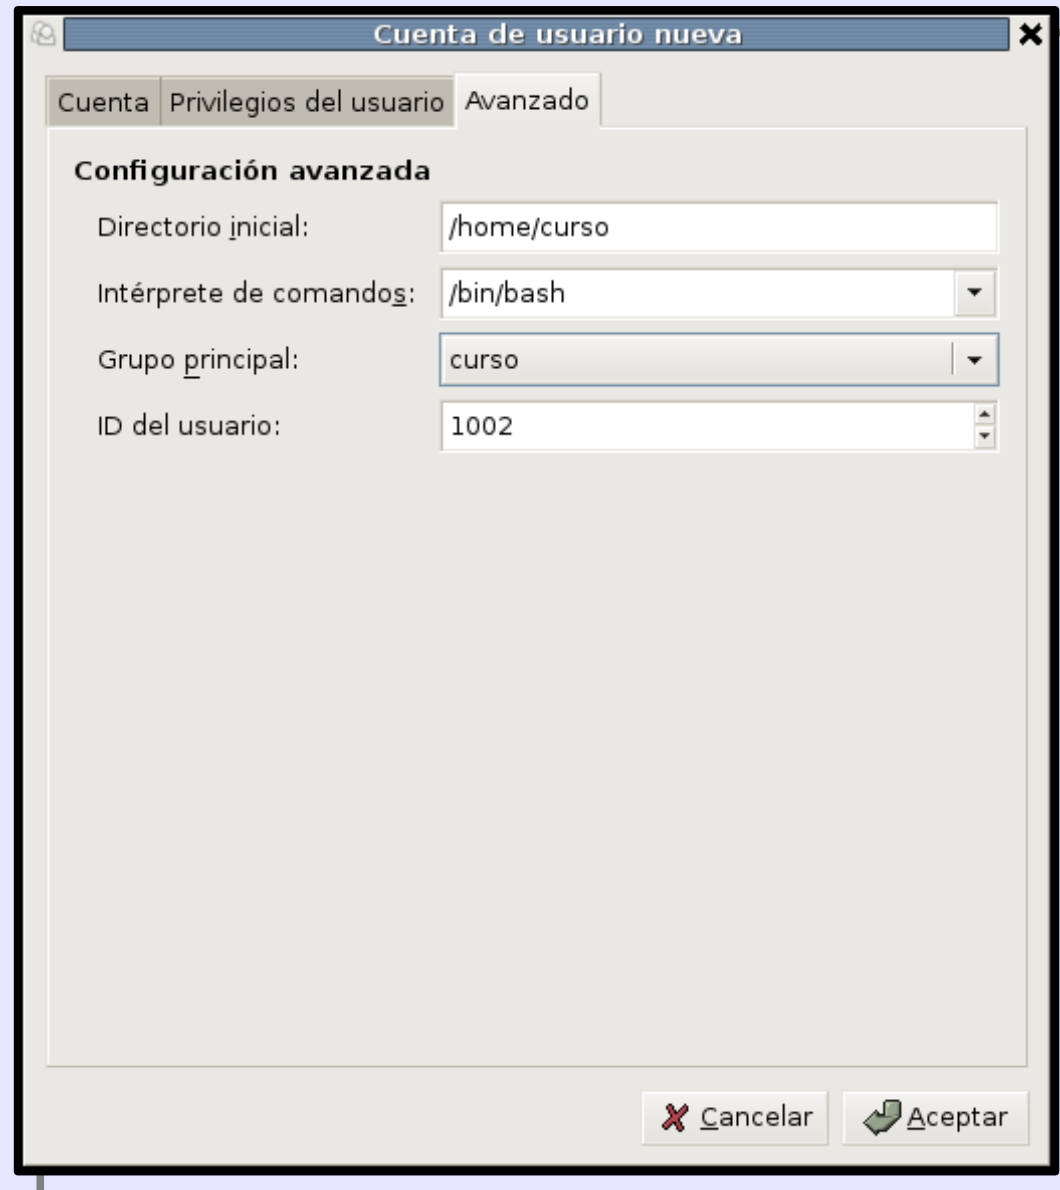 Cuenta de usuario nueva
Cuenta Privilegios del usuario Avanzado
Configuración avanzada
Directorio inicial: /home/curso
Intérprete de comandos: /bin/bash
Grupo principal: curso
ID del usuario: 1002
Cancelar Aceptar